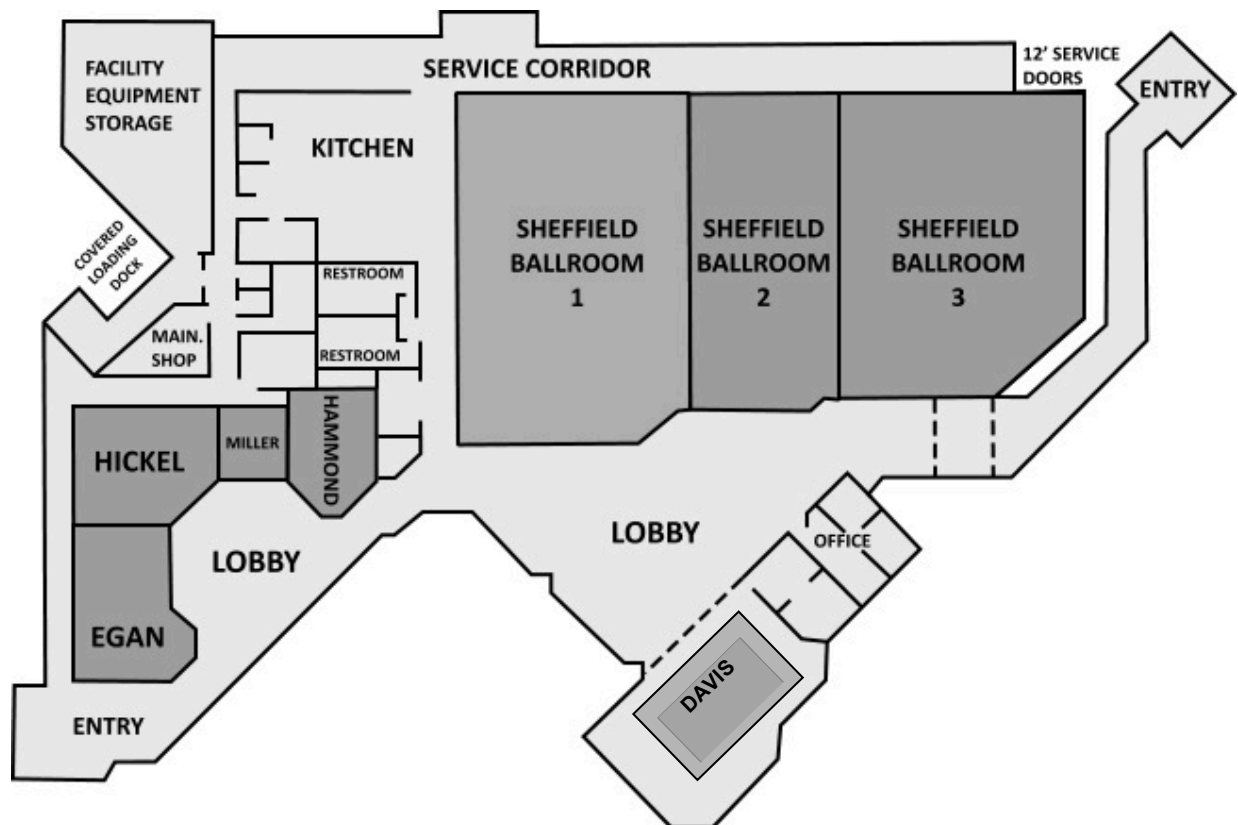 FACILITY
EQUIPMENT
STORAGE
SERVICE CORRIDOR
12' SERVICE
DOORS
ENTRY
KITCHEN
COVERED
LOADING
DOCK
SHEFFIELD
BALLROOM
1
SHEFFIELD
BALLROOM
2
SHEFFIELD
BALLROOM
3
RESTROOM
MAIN.
SHOP
RESTROOM
HICKEL
MILLER
HAMMOND
LOBBY
LOBBY
OFFICE
EGAN
DAVIS
ENTRY